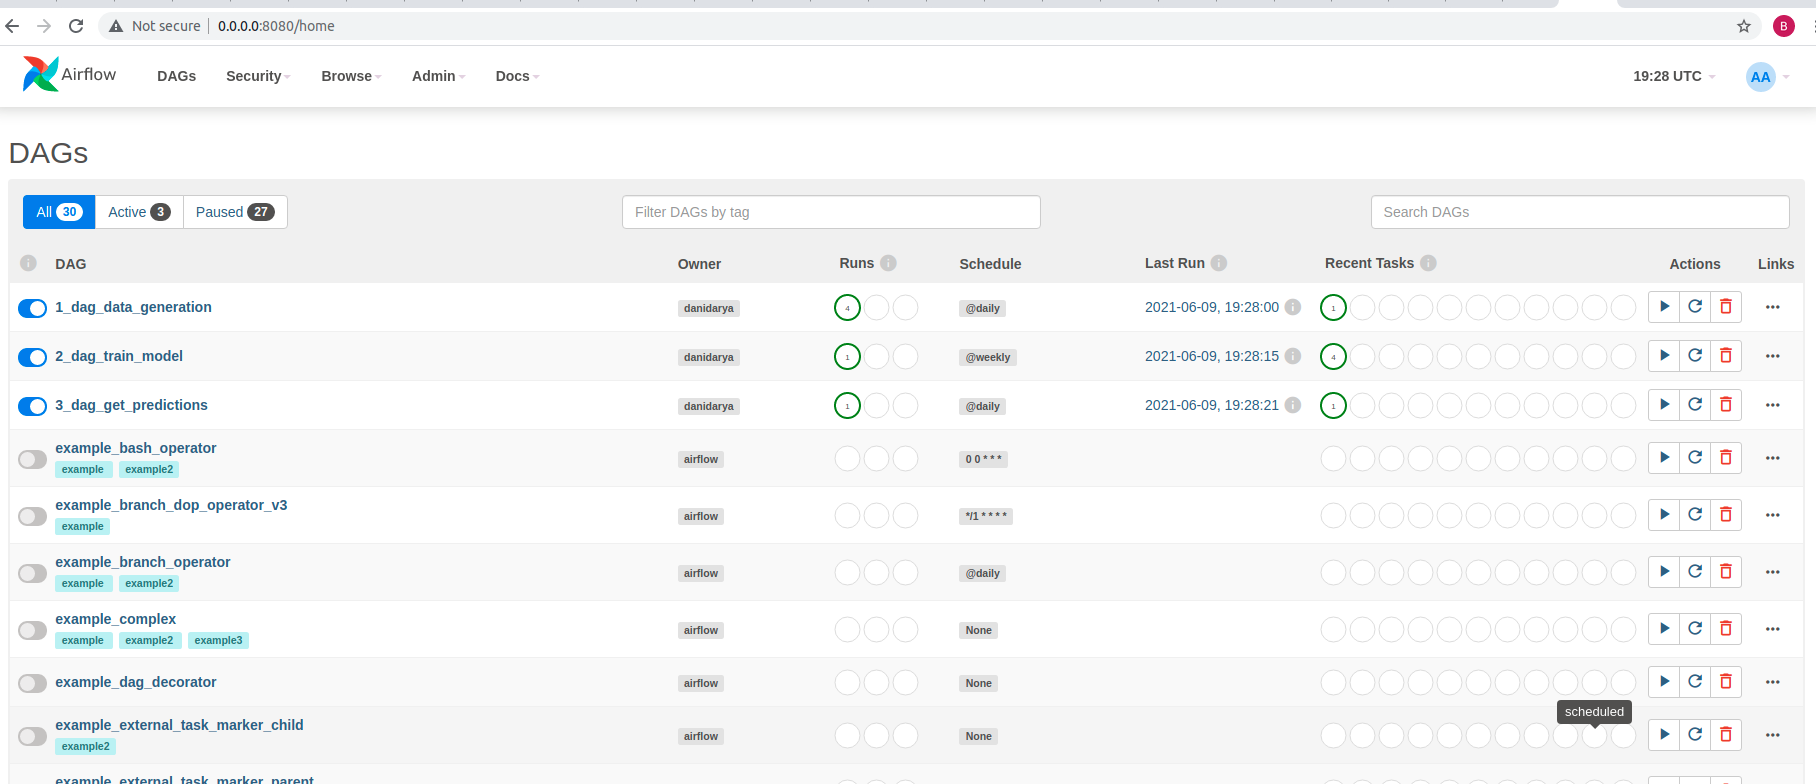 Not secure 0.0.0.0:8080/home B
Airflow DAGs Security Browse Admin Docs 19:28 UTC AA
DAGs
All 30 Active 3 Paused 27 Filter DAGs by tag Search DAGs
i DAG Owner Runs i Schedule Last Run i Recent Tasks i Actions Links
1_dag_data_generation danidarya 4 @daily 2021-06-09, 19:28:00 i 1
2_dag_train_model danidarya 1 @weekly 2021-06-09, 19:28:15 i 4
3_dag_get_predictions danidarya 1 @daily 2021-06-09, 19:28:21 i 1
example_bash_operator airflow 0 0 * * *
example example2
example_branch_dop_operator_v3 airflow */1 * * * *
example
example_branch_operator airflow @daily
example example2
example_complex airflow None
example example2 example3
example_dag_decorator airflow None
scheduled
example_external_task_marker_child airflow None
example2
example_external_task_marker_parent